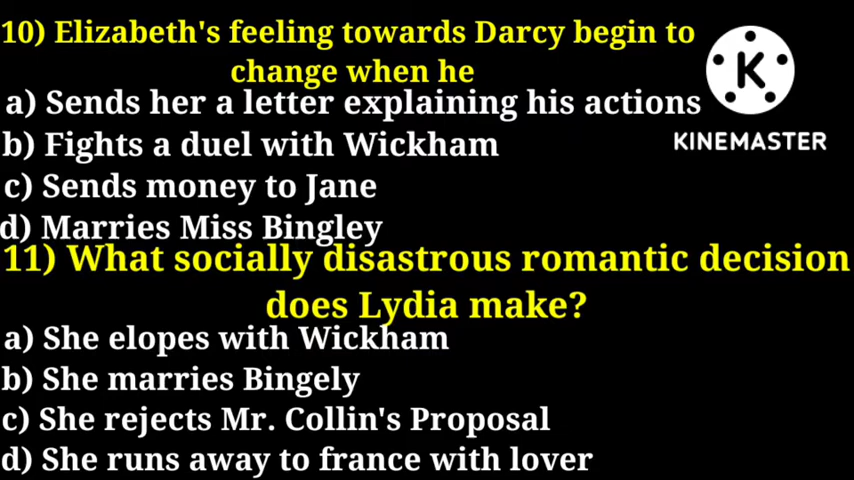 10) Elizabeth's feeling towards Darcy begin to
change when he
a) Sends her a letter explaining his actions
b) Fights a duel with Wickham
c) Sends money to Jane
d) Marries Miss Bingley
K
KINEMASTER
11) What socially disastrous romantic decision
does Lydia make?
a) She elopes with Wickham
b) She marries Bingely
c) She rejects Mr. Collin's Proposal
d) She runs away to france with lover